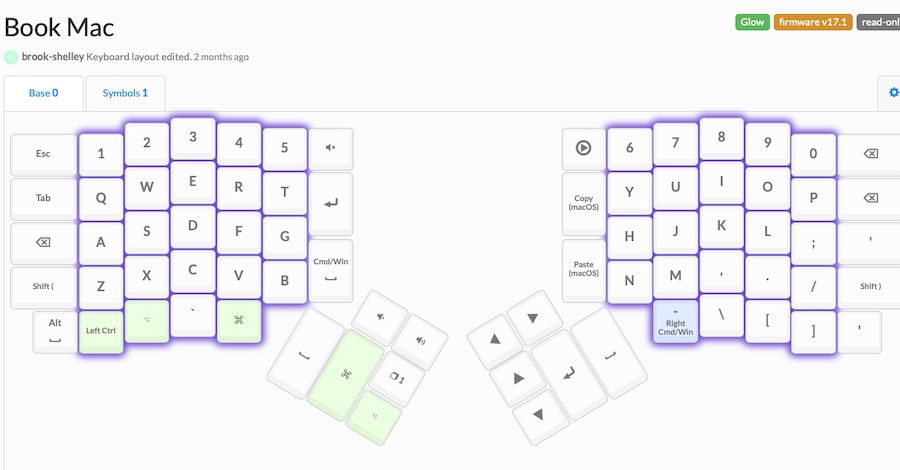 Book Mac
Glow firmware v17.1 read-onl
brook-shelley Keyboard layout edited. 2 months ago
Base 0 Symbols 1
Esc 1 2 3 4 5 6 7 8 9 0
Tab Q W E R T Copy (macOS) Y U I O P
A S D F G H J K L ; '
Shift ( Z X C V B Cmd/Win Paste (macOS) N M , . / Shift )
Alt Left Ctrl ⌥ ` ⌘ - Right Cmd/Win \ [ ] '
⌘ 1
⌥